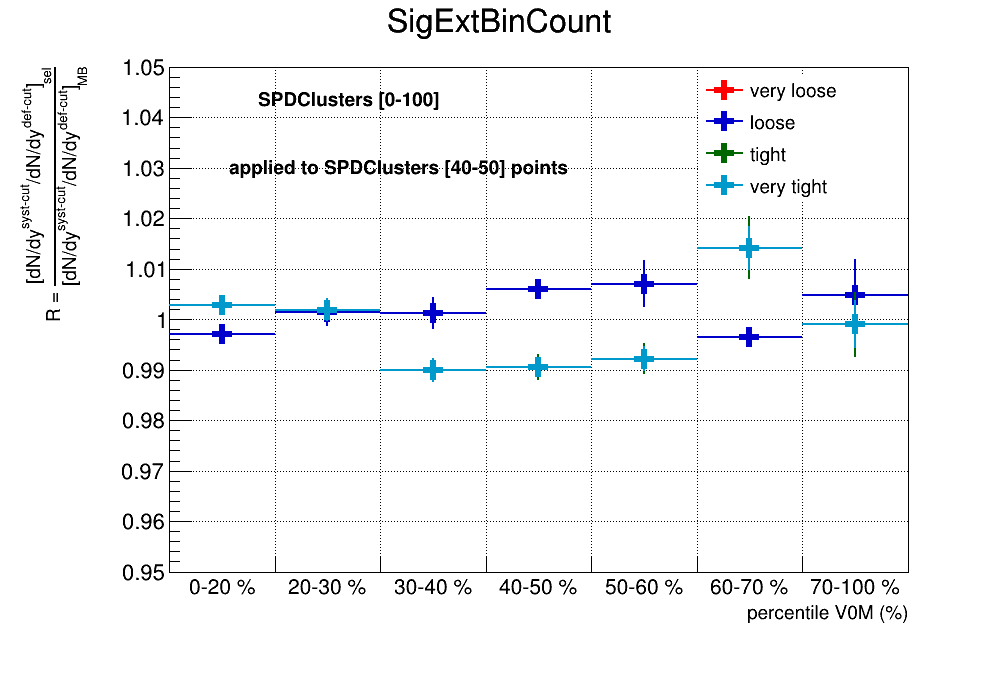 SigExtBinCount
R = [dN/dy^syst-cut/dN/dy^def-cut]_sel / [dN/dy^syst-cut/dN/dy^def-cut]_MB
1.05
1.04
1.03
1.02
1.01
1
0.99
0.98
0.97
0.96
0.95
SPDClusters [0-100]
applied to SPDClusters [40-50] points
very loose
loose
tight
very tight
0-20 % 20-30 % 30-40 % 40-50 % 50-60 % 60-70 % 70-100 %
percentile V0M (%)